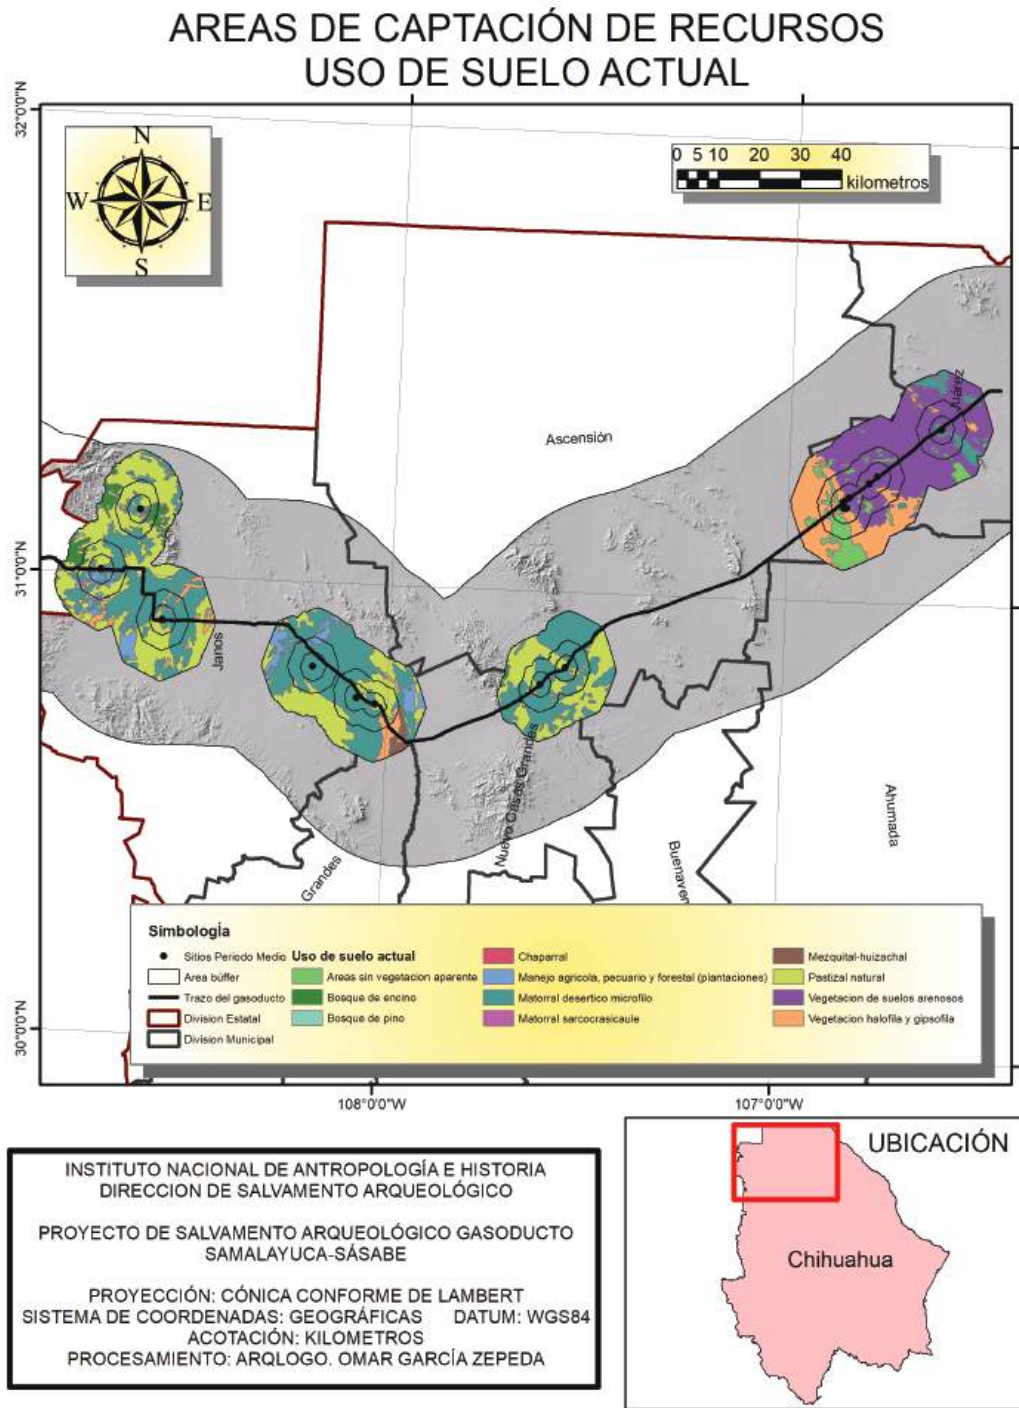 AREAS DE CAPTACIÓN DE RECURSOS
USO DE SUELO ACTUAL
32°0'0"N
N
W
E
S
0 5 10 20 30 40
kilometros
Ascensión
Juárez
31°0'0"N
Janos
Nuevo Casas Grandes
Grandes
Buenaven
Ahumada
Simbología
Sitios Periodo Medio
Area búffer
Trazo del gasoducto
Division Estatal
Division Municipal
Uso de suelo actual
Areas sin vegetacion aparente
Bosque de encino
Bosque de pino
Chaparral
Manejo agricola, pecuario y forestal (plantaciones)
Matorral desertico microfilo
Matorral sarcocrasicaule
Mezquital-huizachal
Pastizal natural
Vegetacion de suelos arenosos
Vegetacion halofila y gipsofila
30°0'0"N
108°0'0"W
107°0'0"W
INSTITUTO NACIONAL DE ANTROPOLOGÍA E HISTORIA
DIRECCION DE SALVAMENTO ARQUEOLÓGICO
PROYECTO DE SALVAMENTO ARQUEOLÓGICO GASODUCTO
SAMALAYUCA-SÁSABE
PROYECCIÓN: CÓNICA CONFORME DE LAMBERT
SISTEMA DE COORDENADAS: GEOGRÁFICAS DATUM: WGS84
ACOTACIÓN: KILOMETROS
PROCESAMIENTO: ARQLOGO. OMAR GARCÍA ZEPEDA
UBICACIÓN
Chihuahua